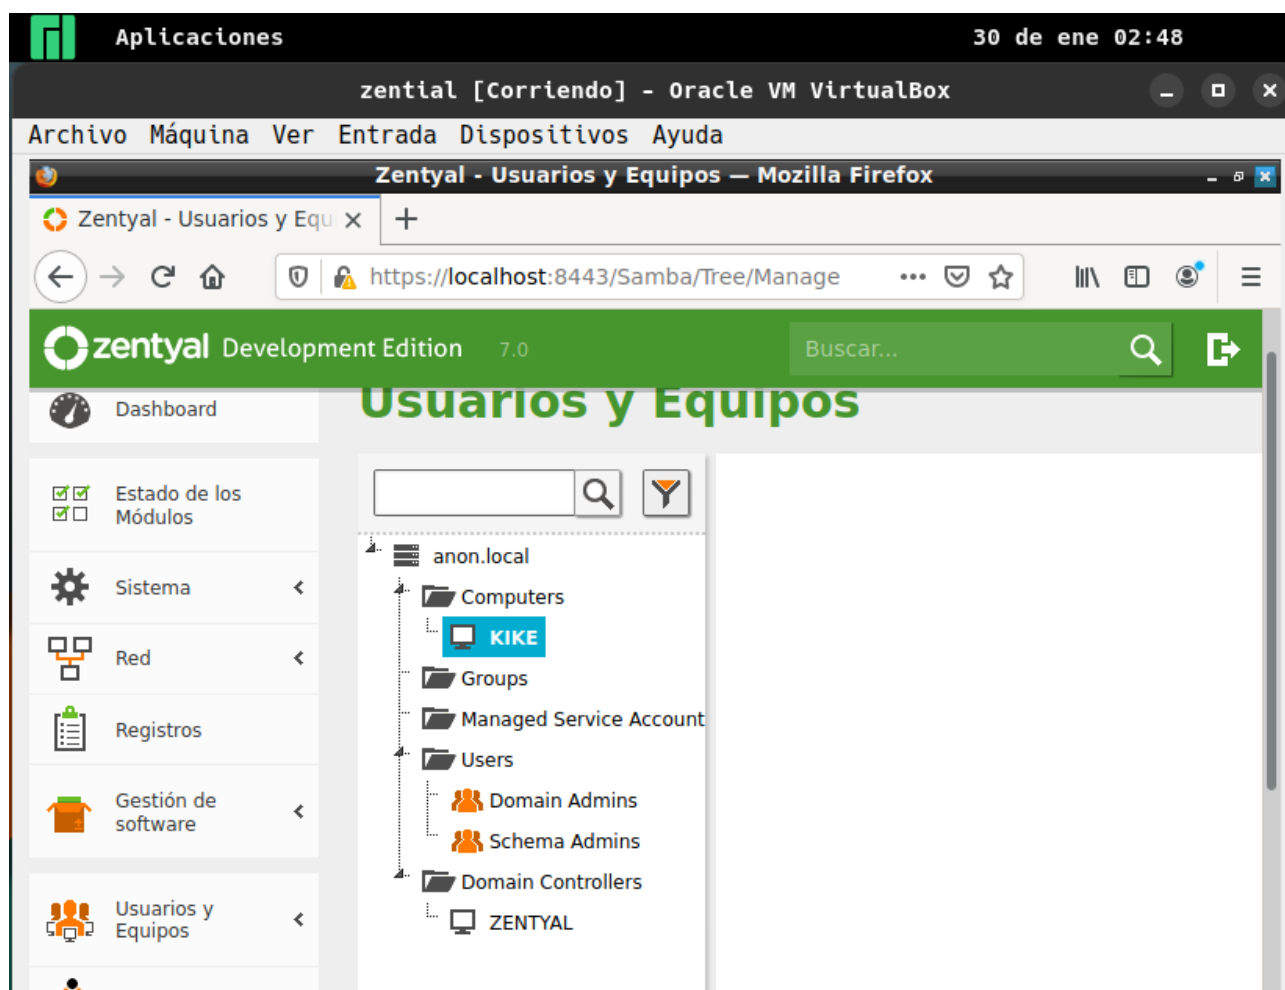 Aplicaciones 30 de ene 02:48
zential [Corriendo] - Oracle VM VirtualBox
Archivo Máquina Ver Entrada Dispositivos Ayuda
Zentyal - Usuarios y Equipos — Mozilla Firefox
Zentyal - Usuarios y Equ
https://localhost:8443/Samba/Tree/Manage
zentyal Development Edition 7.0 Buscar...
Usuarios y Equipos
Dashboard
Estado de los
Módulos
Sistema
Red
Registros
Gestión de
software
Usuarios y
Equipos
anon.local
Computers
KIKE
Groups
Managed Service Account
Users
Domain Admins
Schema Admins
Domain Controllers
ZENTYAL